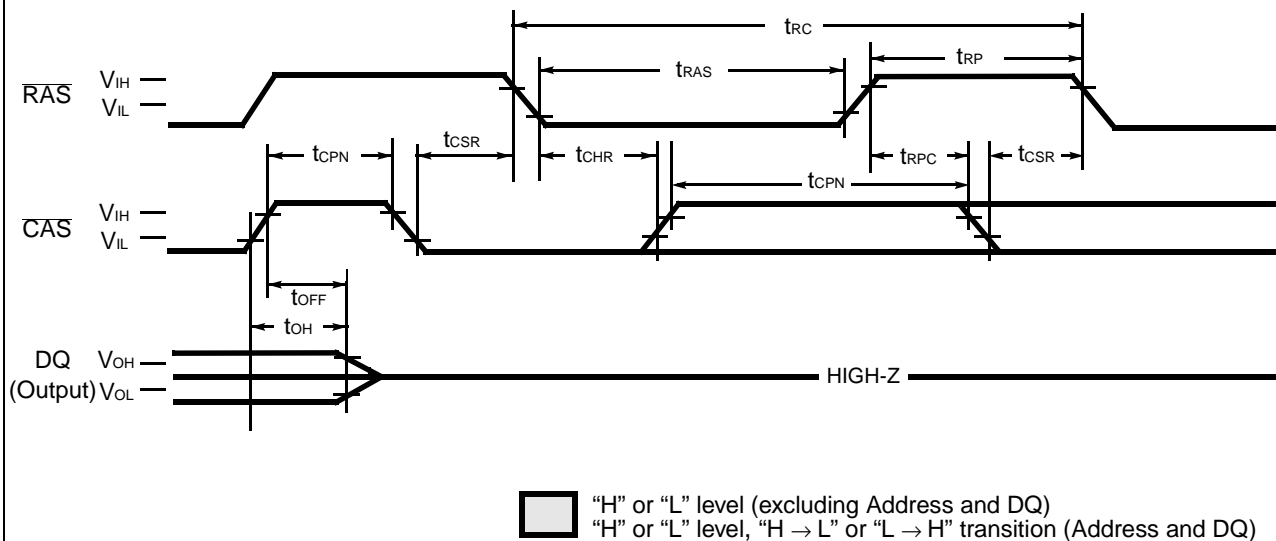 tRC
tRAS
tRP
RAS
VIH
VIL
tCPN
tCSR
tCHR
tRPC
tCSR
tCPN
CAS
VIH
VIL
tOFF
tOH
DQ
(Output)
VOH
VOL
HIGH-Z
“H” or “L” level (excluding Address and DQ)
“H” or “L” level, “H → L” or “L → H” transition (Address and DQ)